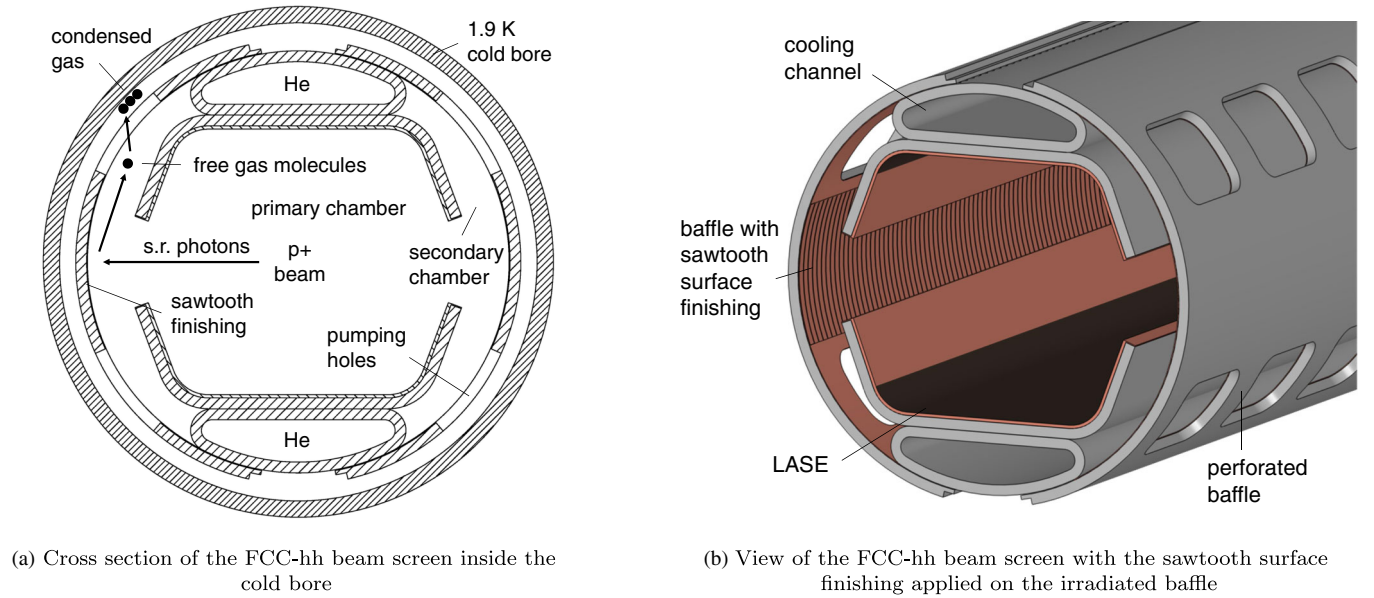 condensed
gas
1.9 K
cold bore
He
free gas molecules
primary chamber
s.r. photons
p+
beam
secondary
chamber
sawtooth
finishing
pumping
holes
He
(a) Cross section of the FCC-hh beam screen inside the
cold bore
cooling
channel
baffle with
sawtooth
surface
finishing
LASE
perforated
baffle
(b) View of the FCC-hh beam screen with the sawtooth surface
finishing applied on the irradiated baffle